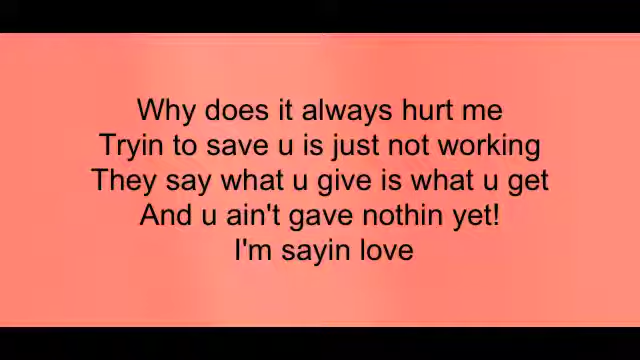 Why does it always hurt me
Tryin to save u is just not working
They say what u give is what u get
And u ain't gave nothin yet!
I'm sayin love